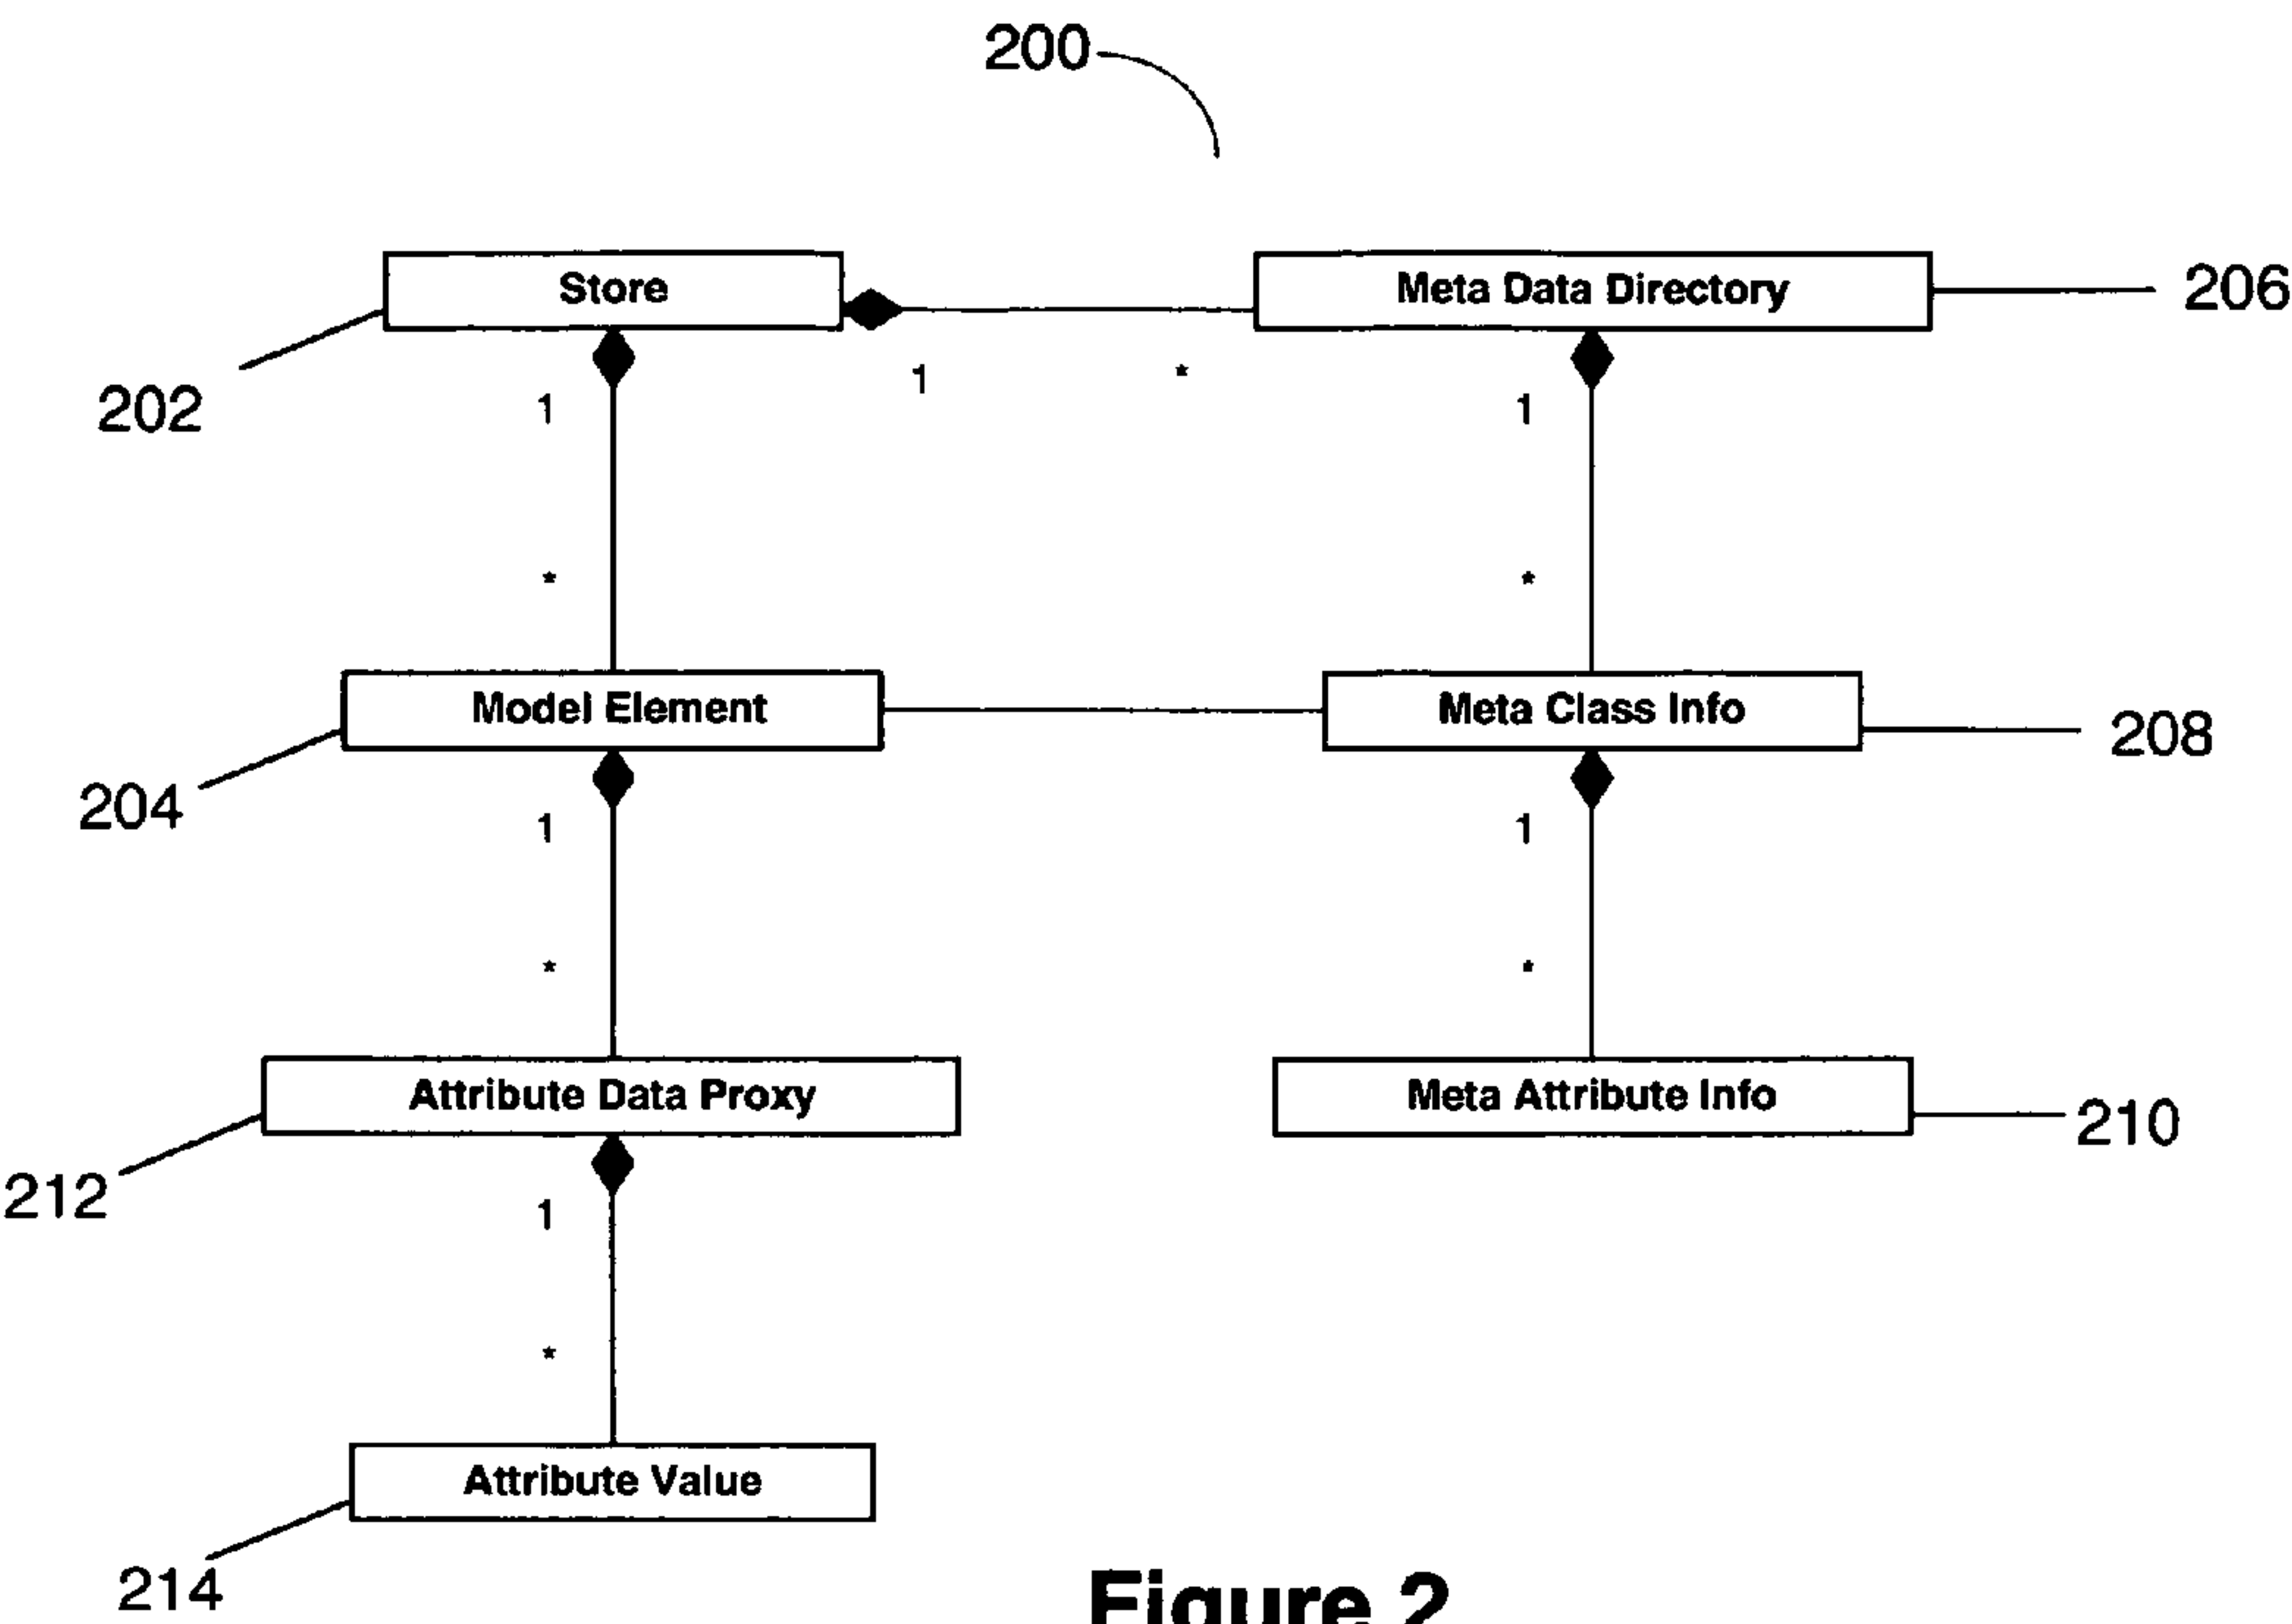 200
Store
Meta Data Directory
206
202
1
*
1
1
*
*
Model Element
Meta Class Info
208
204
1
1
*
*
Attribute Data Proxy
Meta Attribute Info
210
212
1
*
Attribute Value
214
Figure 2